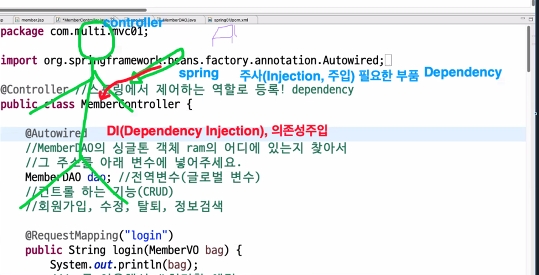 member.jsp
MemberDAO.java
spring02pom.xml
controller
package com.multi.mvc01;
import org.springframework.beans.factory.annotation.Autowired;
spring 주사(Injection, 주입) 필요한 부품 Dependency
@Controller //스프링에서 제어하는 역할로 등록! dependency
public class MemberController {
@Autowired DI(Dependency Injection), 의존성주입
//MemberDAO의 싱글톤 객체 ram의 어디에 있는지 찾아서
//그 주소를 아래 변수에 넣어주세요.
MemberDAO dao; //전역변수(글로벌 변수)
//컨트롤 하는 기능(CRUD)
//회원가입, 수정, 탈퇴, 정보검색
@RequestMapping("login")
public String login(MemberVO bag) {
System.out.println(bag);